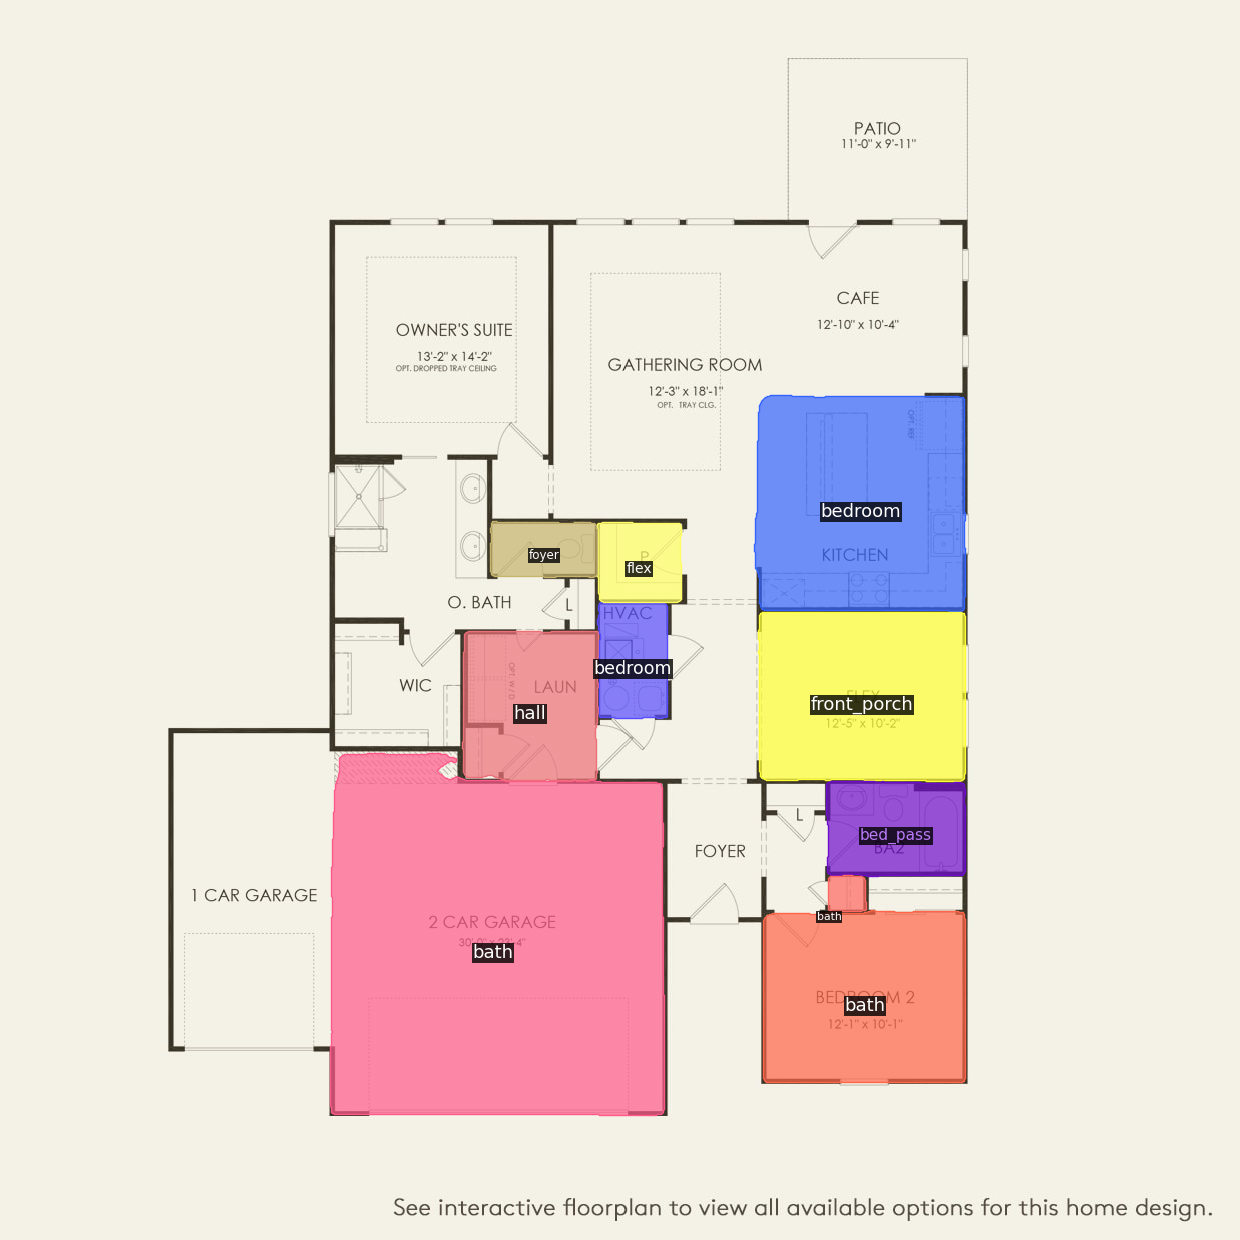 PATIO
11'-0" x 9'-11"
CAFE
12'-10" x 10'-4"
OWNER'S SUITE
13'-2" x 14'-2"
OPT. DROPPED TRAY CEILING
GATHERING ROOM
12'-3" x 18'-1"
OPT. TRAY CLG.
OPT. REF
bedroom
KITCHEN
foyer
P
flex
O. BATH
L
HVAC
bedroom
WIC
OPT. W/D
LAUN
hall
front_porch
12'-5" x 10'-2"
L
bed_pass
BA2
FOYER
1 CAR GARAGE
2 CAR GARAGE
bath
bath
BEDROOM 2
bath
12'-1" x 10'-1"
See interactive floorplan to view all available options for this home design.